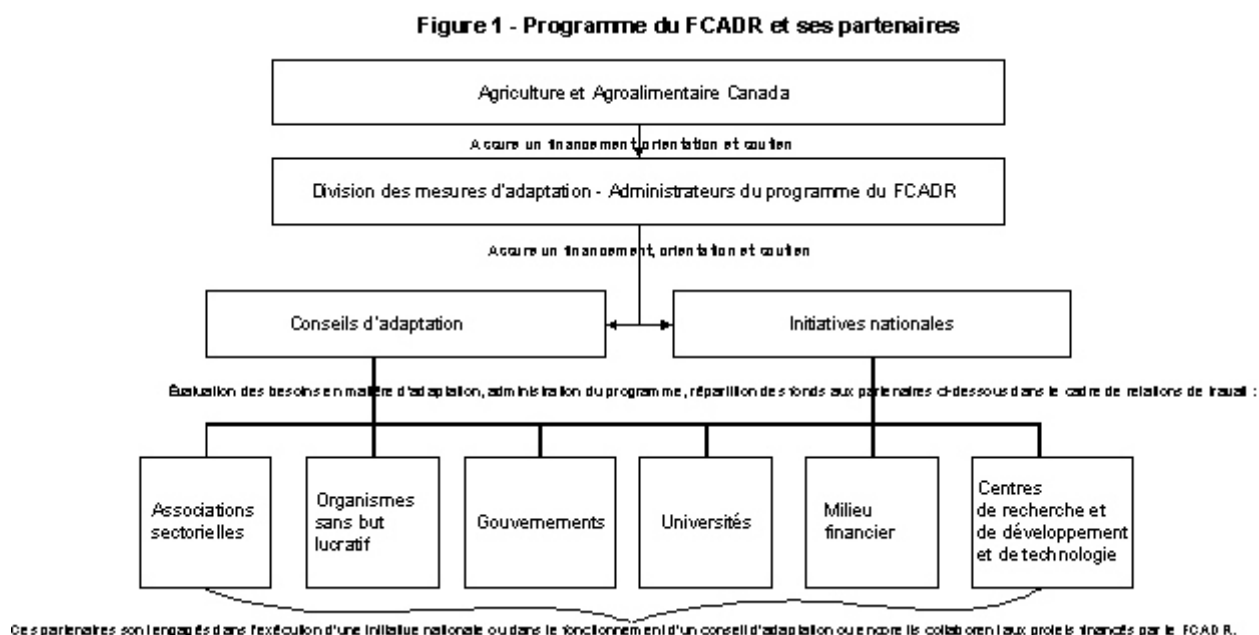 Figure 1 - Programme du FCADR et ses partenaires
Agriculture et Agroalimentaire Canada
Assure un financement, orientation et soutien
Division des mesures d'adaptation - Administrateurs du programme du FCADR
Assure un financement, orientation et soutien
Conseils d'adaptation
Initiatives nationales
Évaluation des besoins en matière d'adaptation, administration du programme, répartition des fonds aux partenaires ci-dessous dans le cadre de relations de travail :
Associations
sectorielles
Organismes
sans but
lucratif
Gouvernements
Universités
Milieu
financier
Centres
de recherche et
de développement
et de technologie
Ces partenaires sont engagés dans l'exécution d'une initiative nationale ou dans le fonctionnement d'un conseil d'adaptation ou encore ils collaborent aux projets financés par le FCADR.